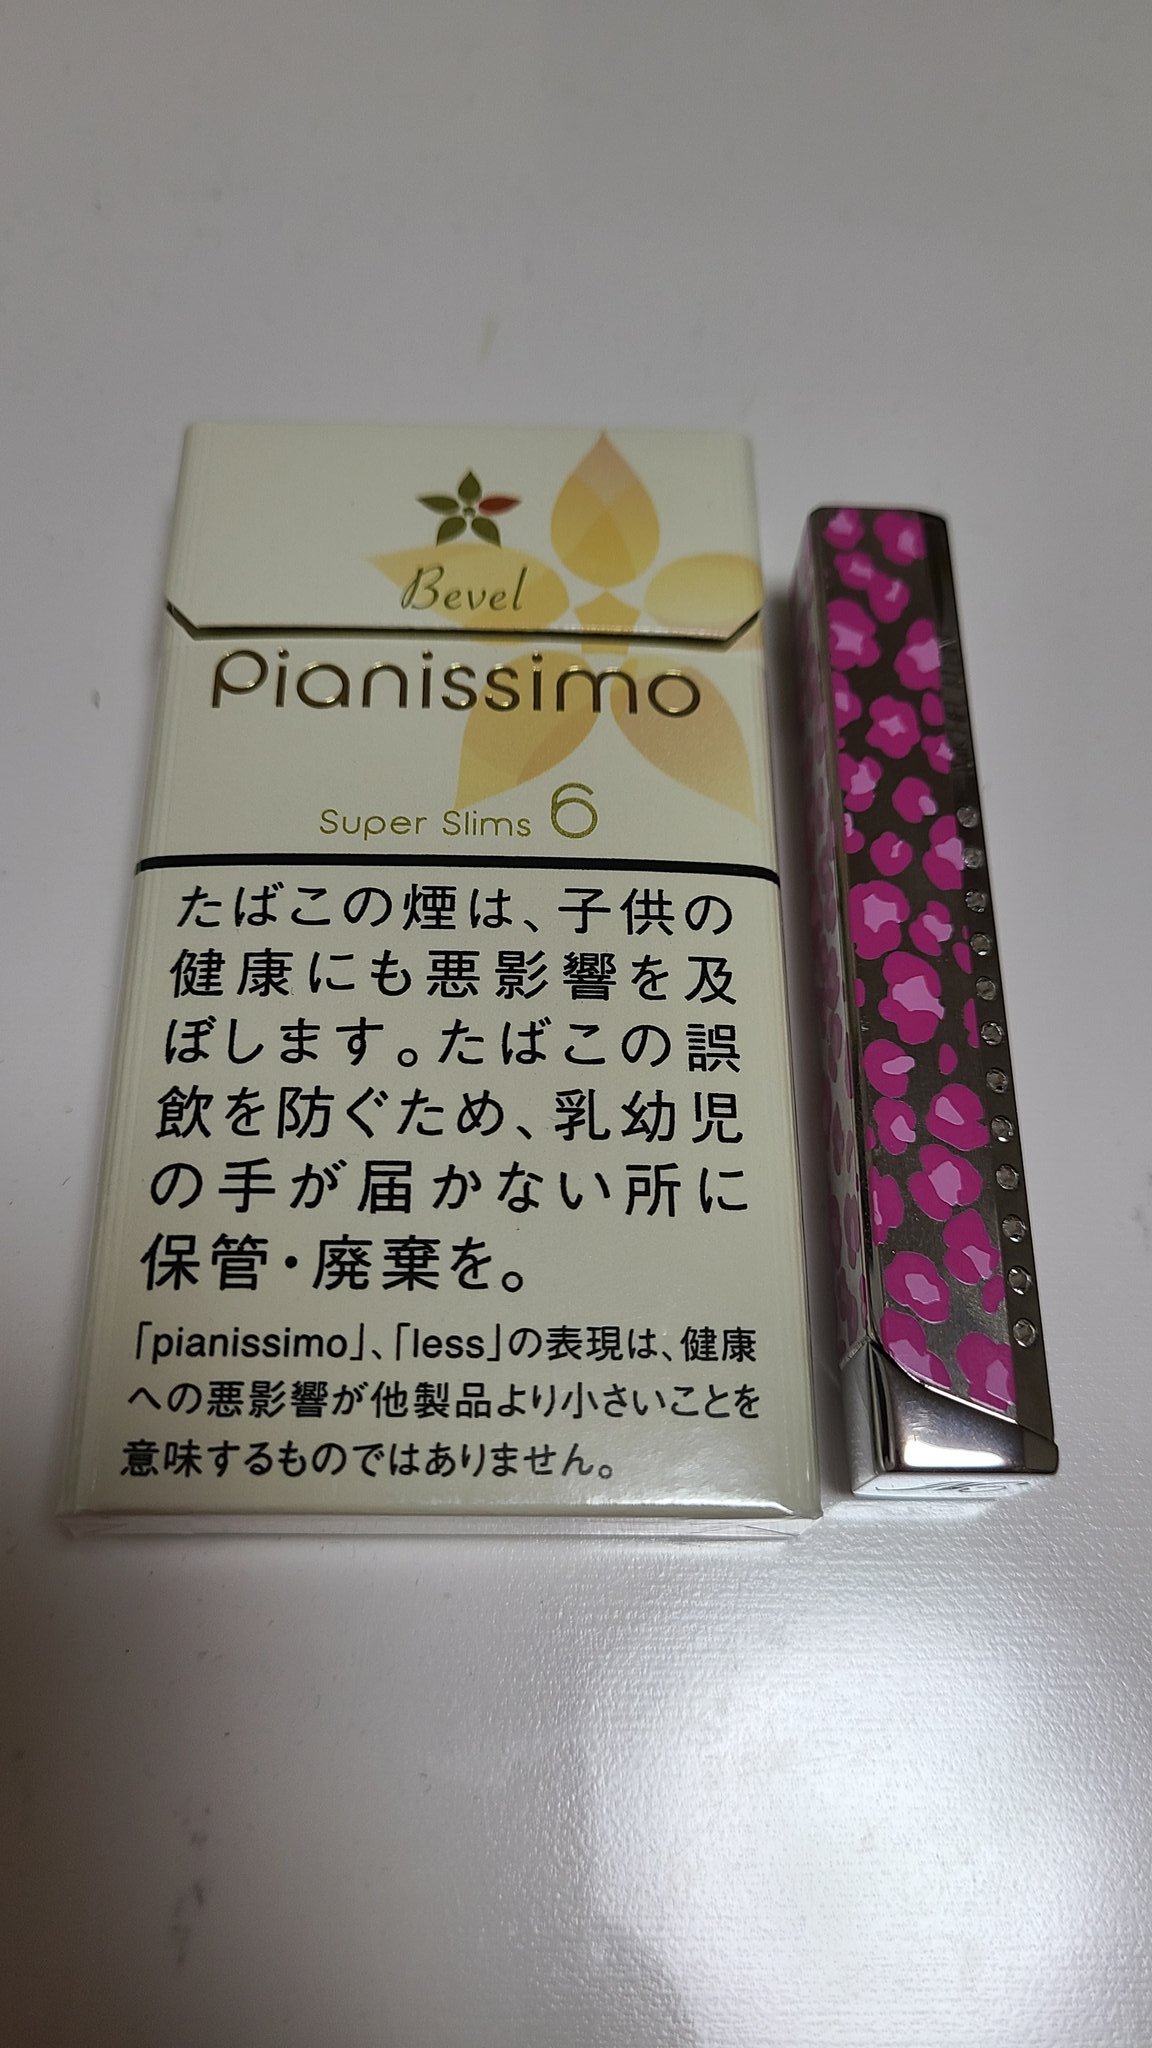 Bevel
pianissimo
Super Slims 6
たばこの煙は、子供の
健康にも悪影響を及
ぼします。たばこの誤
飲を防ぐため、乳幼児
の手が届かない所に
保管・廃棄を。
「pianissimo」、「less」の表現は、健康
への悪影響が他製品より小さいことを
意味するものではありません。